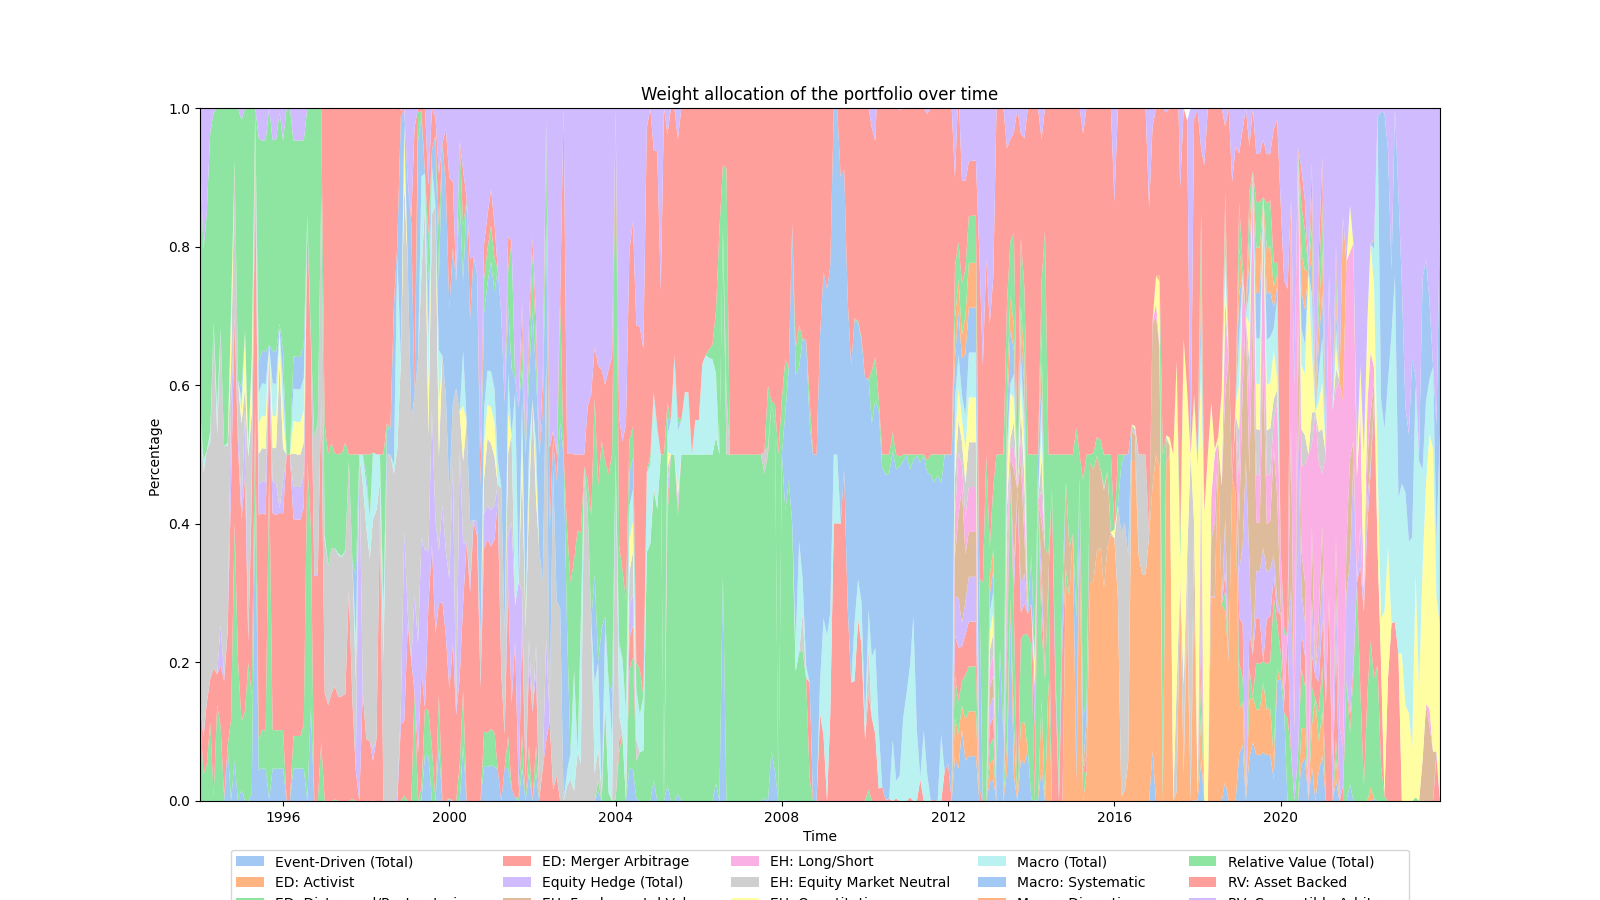 Weight allocation of the portfolio over time
1.0
0.8
0.6
0.4
0.2
0.0
Percentage
1996 2000 2004 2008 2012 2016 2020
Time
Event-Driven (Total) ED: Merger Arbitrage EH: Long/Short Macro (Total) Relative Value (Total)
ED: Activist Equity Hedge (Total) EH: Equity Market Neutral Macro: Systematic RV: Asset Backed